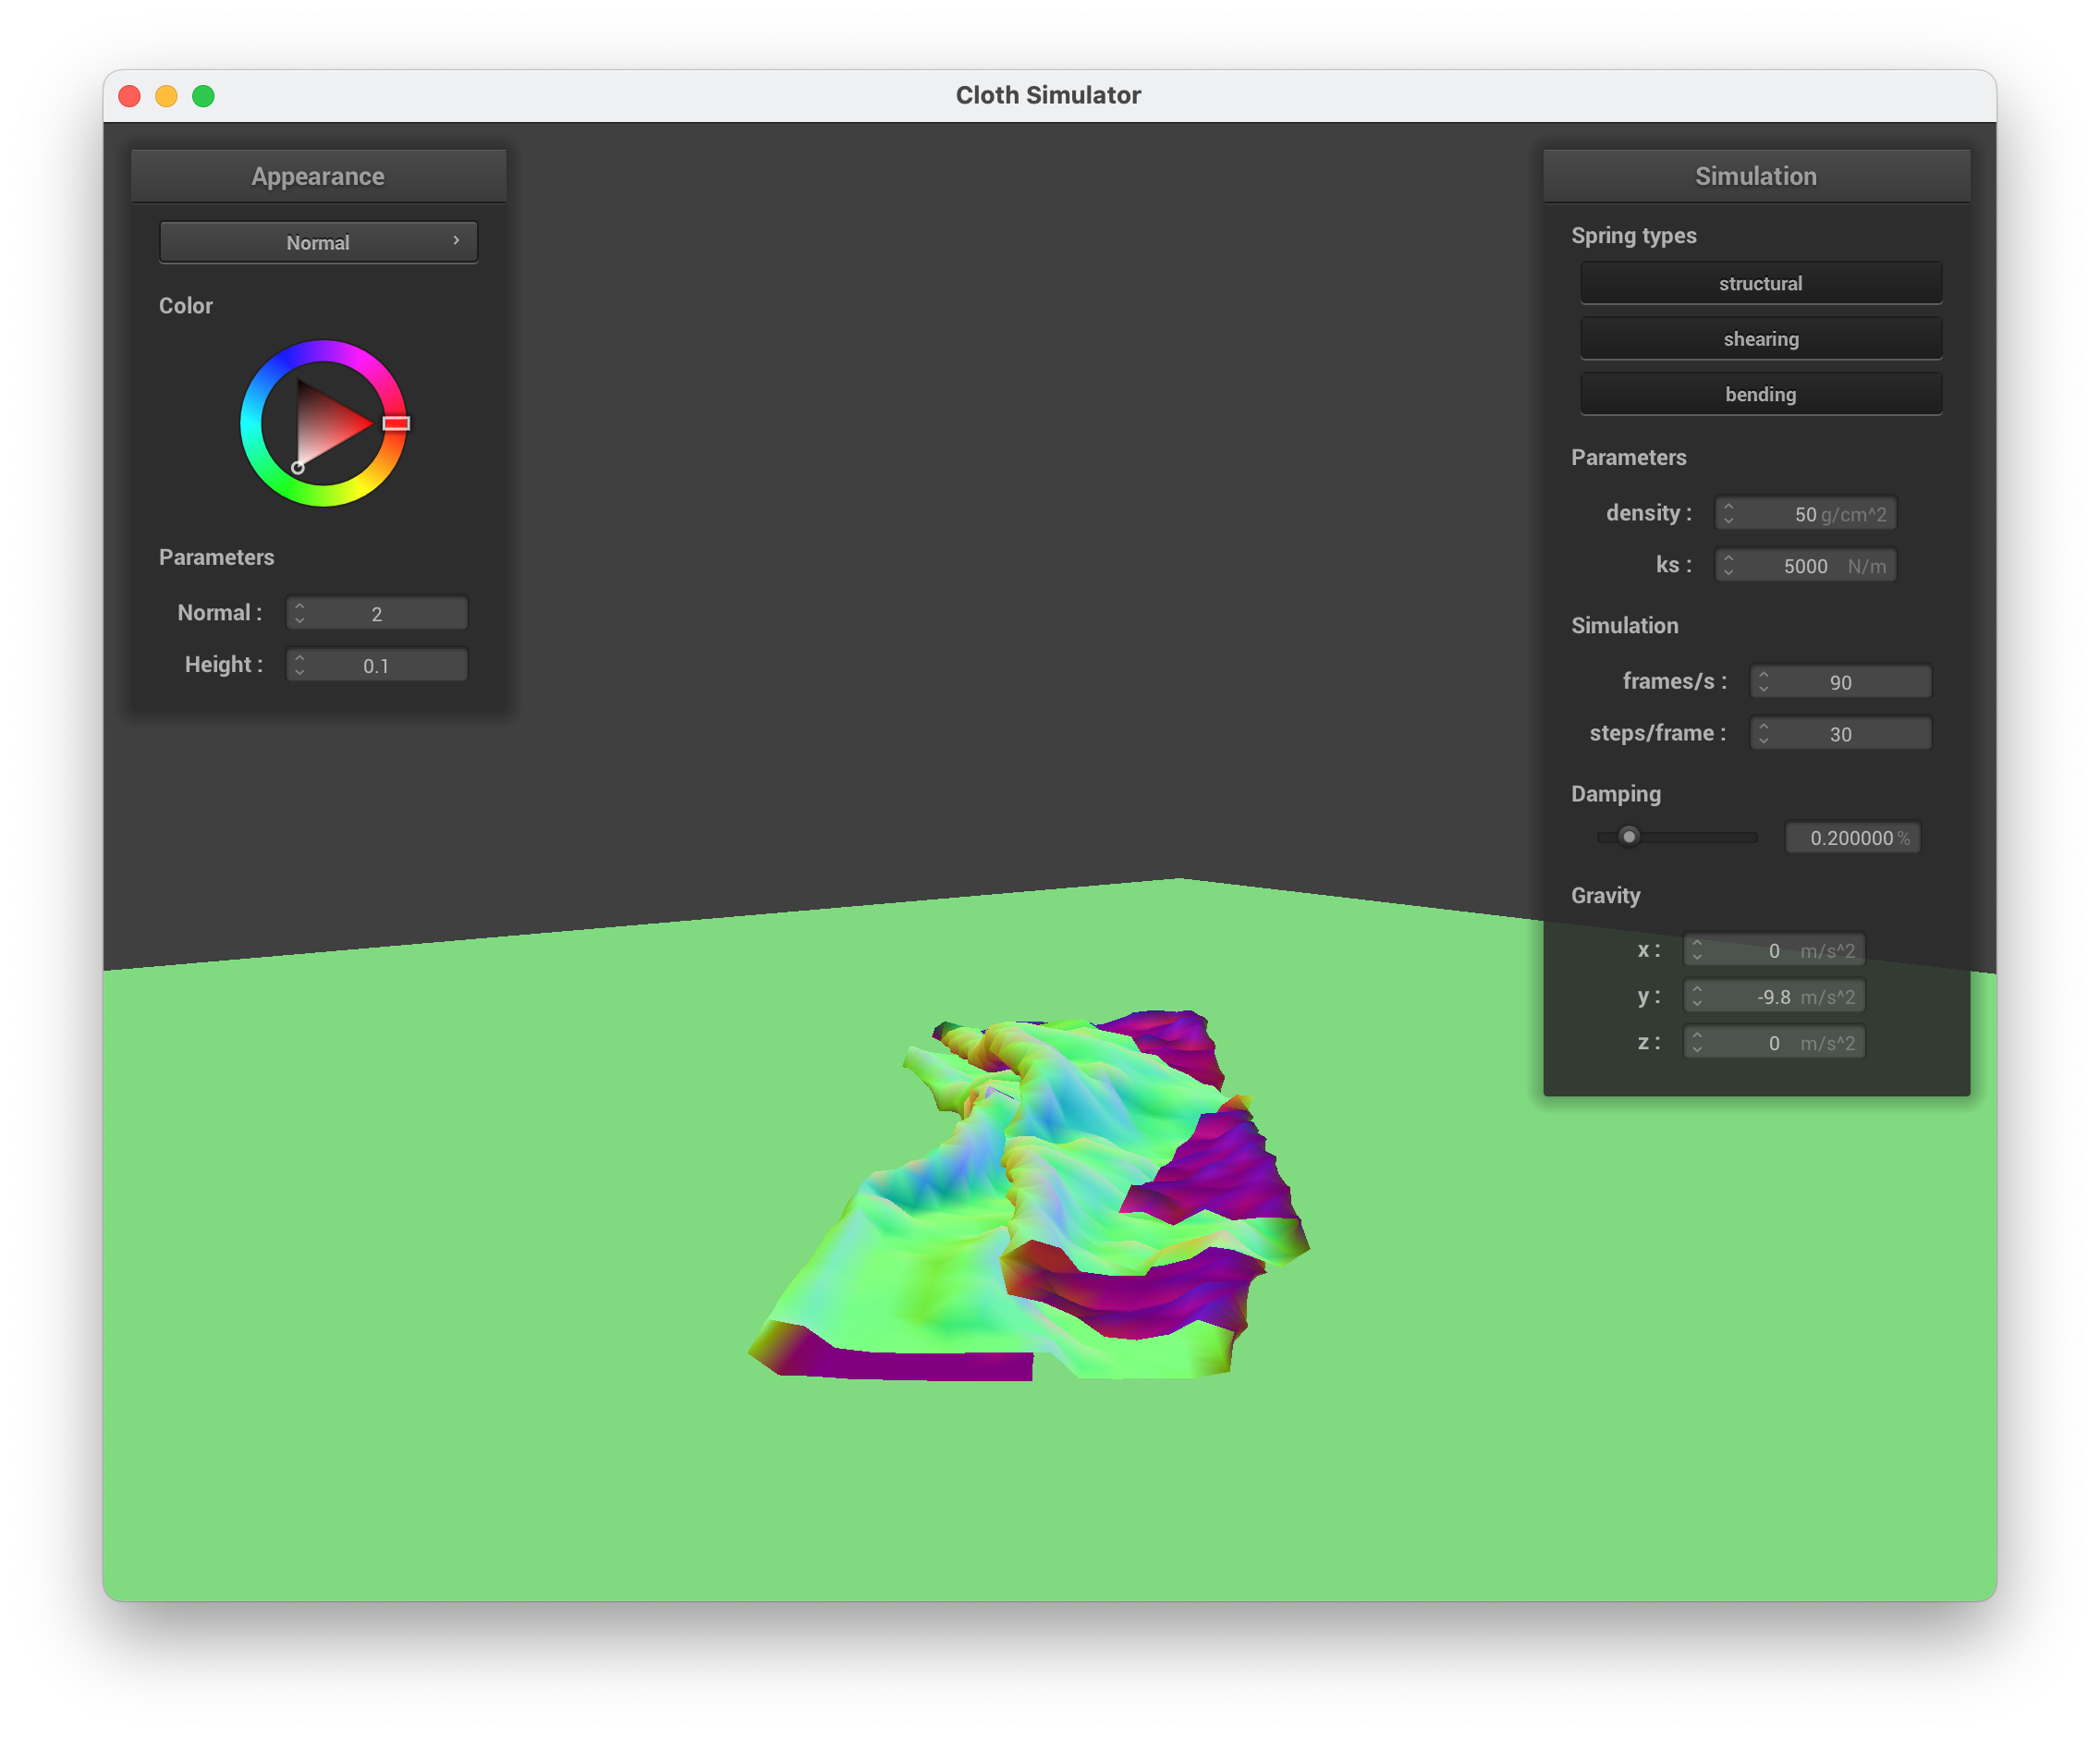 Cloth Simulator
Appearance
Normal
Color
Parameters
Normal : 2
Height : 0.1
Simulation
Spring types
structural
shearing
bending
Parameters
density : 50 g/cm^2
ks : 5000 N/m
Simulation
frames/s : 90
steps/frame : 30
Damping
0.200000 %
Gravity
x : 0 m/s^2
y : -9.8 m/s^2
z : 0 m/s^2